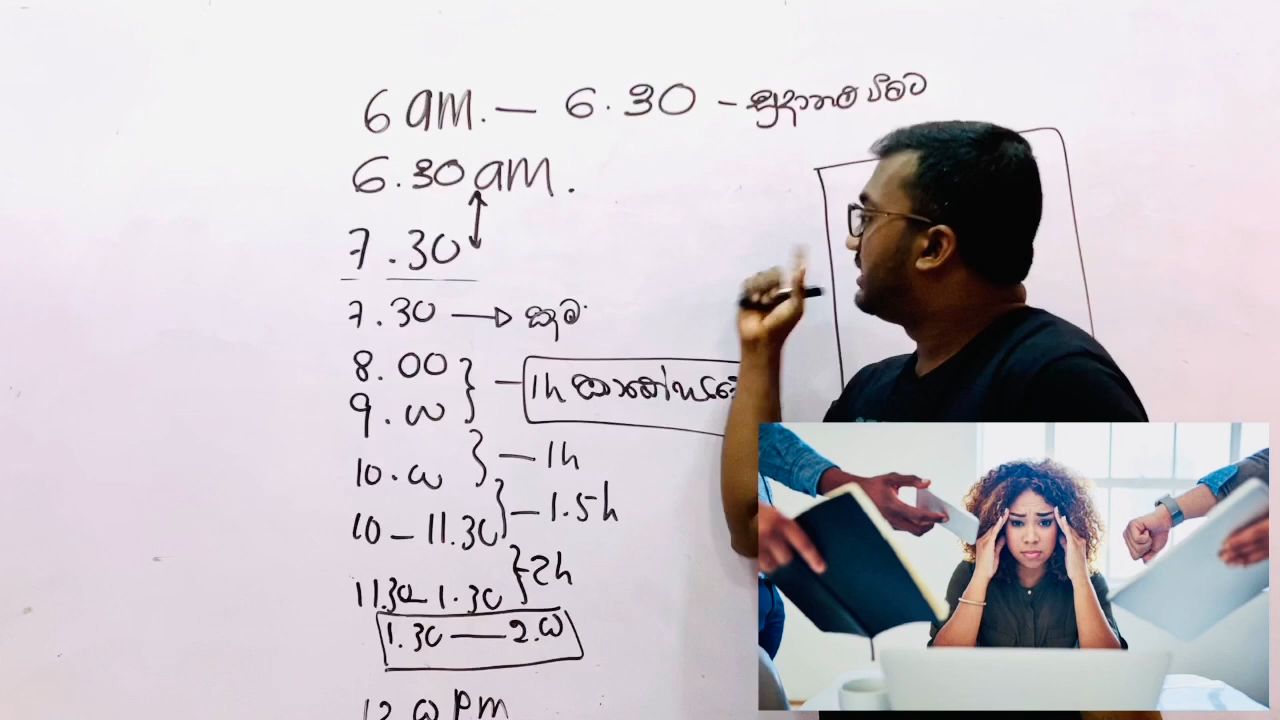 6 am. — 6.30 - සූදානම් වීමට
6.30 am.
7.30
7.30 → කෑම
8.00
9.00 } — 1h
10.00 } — 1h
10 – 11.30 } — 1.5h
11.30 – 1.30 } 2h
1.30 — 2.00
12.00 PM